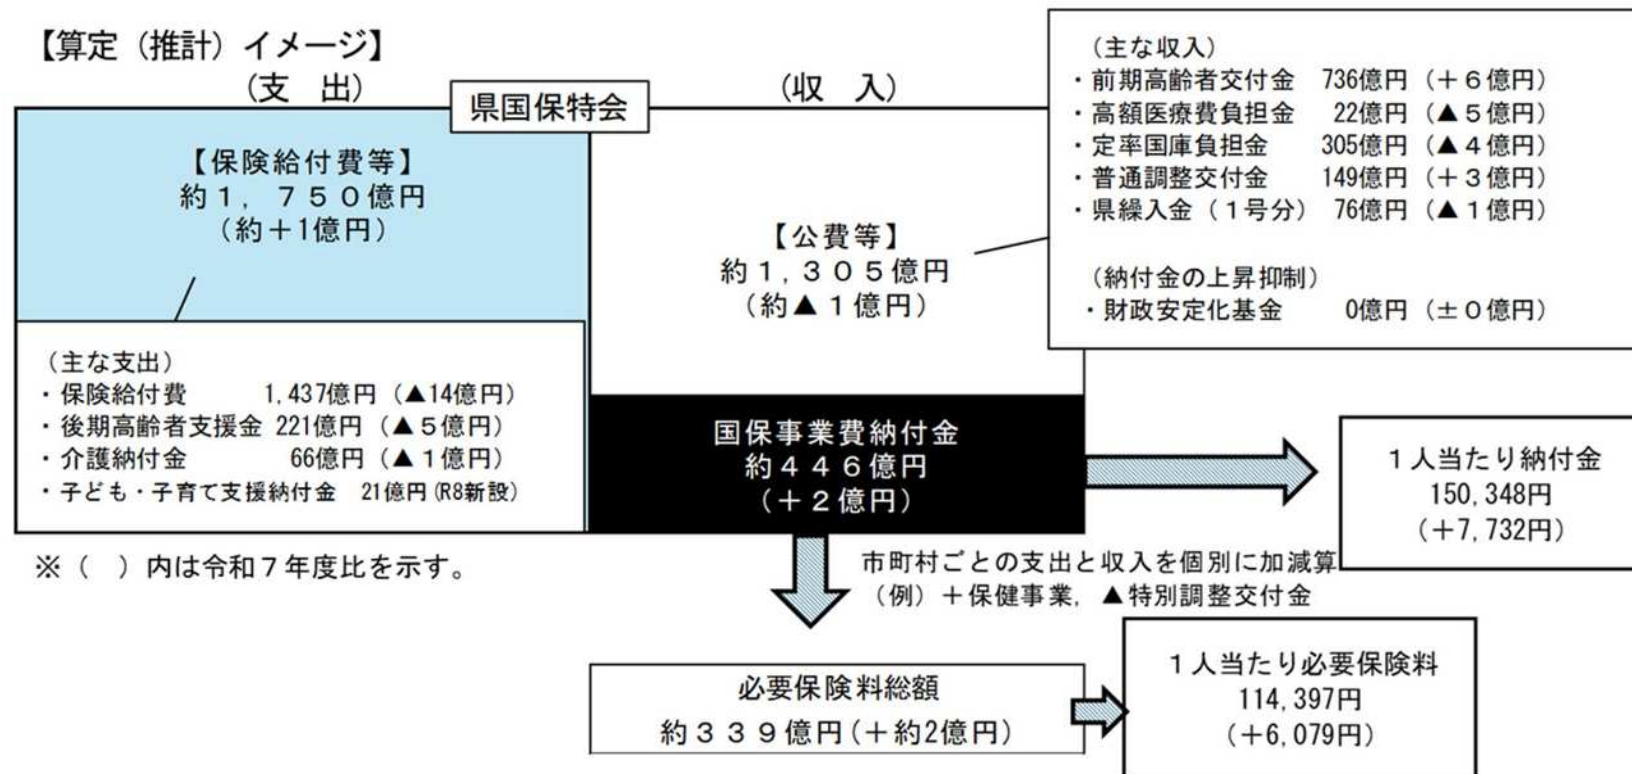 【算定（推計）イメージ】
（支　出）
県国保特会
（収　入）
【保険給付費等】
約１，７５０億円
（約＋1億円）
（主な支出）
・保険給付費　1,437億円（▲14億円）
・後期高齢者支援金 221億円（▲５億円）
・介護納付金　66億円（▲１億円）
・子ども・子育て支援納付金　21億円(R8新設)
【公費等】
約１，３０５億円
（約▲１億円）
（主な収入）
・前期高齢者交付金　736億円（＋６億円）
・高額医療費負担金　22億円（▲５億円）
・定率国庫負担金　305億円（▲４億円）
・普通調整交付金　149億円（＋３億円）
・県繰入金（１号分）　76億円（▲１億円）
（納付金の上昇抑制）
・財政安定化基金　0億円（±０億円）
国保事業費納付金
約４４６億円
（＋２億円）
１人当たり納付金
150,348円
（＋7,732円）
※（　）内は令和７年度比を示す。
市町村ごとの支出と収入を個別に加減算
（例）＋保健事業，▲特別調整交付金
必要保険料総額
約３３９億円(＋約2億円)
１人当たり必要保険料
114,397円
（＋6,079円）